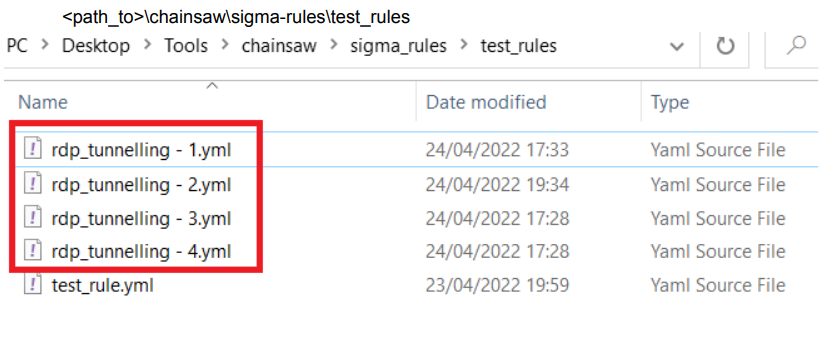 <path_to>\chainsaw\sigma-rules\test_rules
PC > Desktop > Tools > chainsaw > sigma_rules > test_rules
Name Date modified Type
rdp_tunnelling - 1.yml 24/04/2022 17:33 Yaml Source File
rdp_tunnelling - 2.yml 24/04/2022 19:34 Yaml Source File
rdp_tunnelling - 3.yml 24/04/2022 17:28 Yaml Source File
rdp_tunnelling - 4.yml 24/04/2022 17:28 Yaml Source File
test_rule.yml 23/04/2022 19:59 Yaml Source File